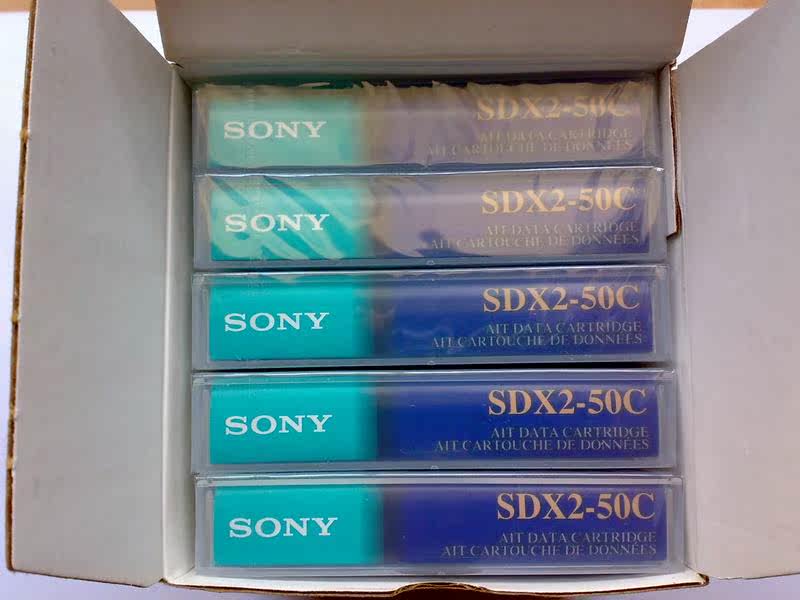 SONY
SDX2-50C
AIT DATA CARTRIDGE
AIT CARTOUCHE DE DONNÉES
SONY
SDX2-50C
AIT DATA CARTRIDGE
AIT CARTOUCHE DE DONNÉES
SONY
SDX2-50C
AIT DATA CARTRIDGE
AIT CARTOUCHE DE DONNÉES
SONY
SDX2-50C
AIT DATA CARTRIDGE
AIT CARTOUCHE DE DONNÉES
SONY
SDX2-50C
AIT DATA CARTRIDGE
AIT CARTOUCHE DE DONNÉES